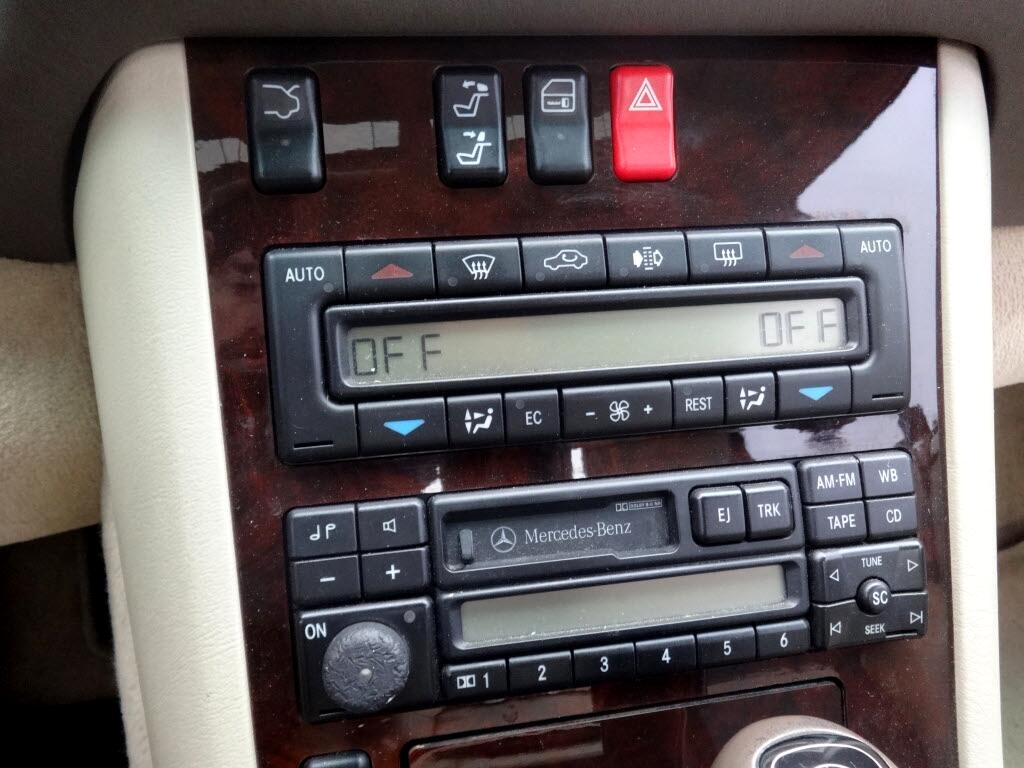 AUTO AUTO
OFF OFF
EC - + REST
AM·FM WB
EJ TRK
Mercedes-Benz
TAPE CD
- +
TUNE
SC
SEEK
ON
1 2 3 4 5 6